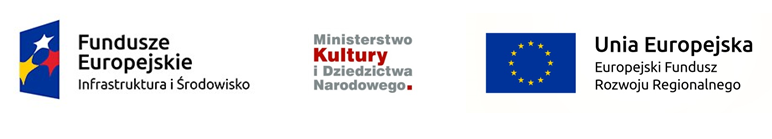 Fundusze
Europejskie
Infrastruktura i Środowisko
Ministerstwo
Kultury
i Dziedzictwa
Narodowego.
Unia Europejska
Europejski Fundusz
Rozwoju Regionalnego